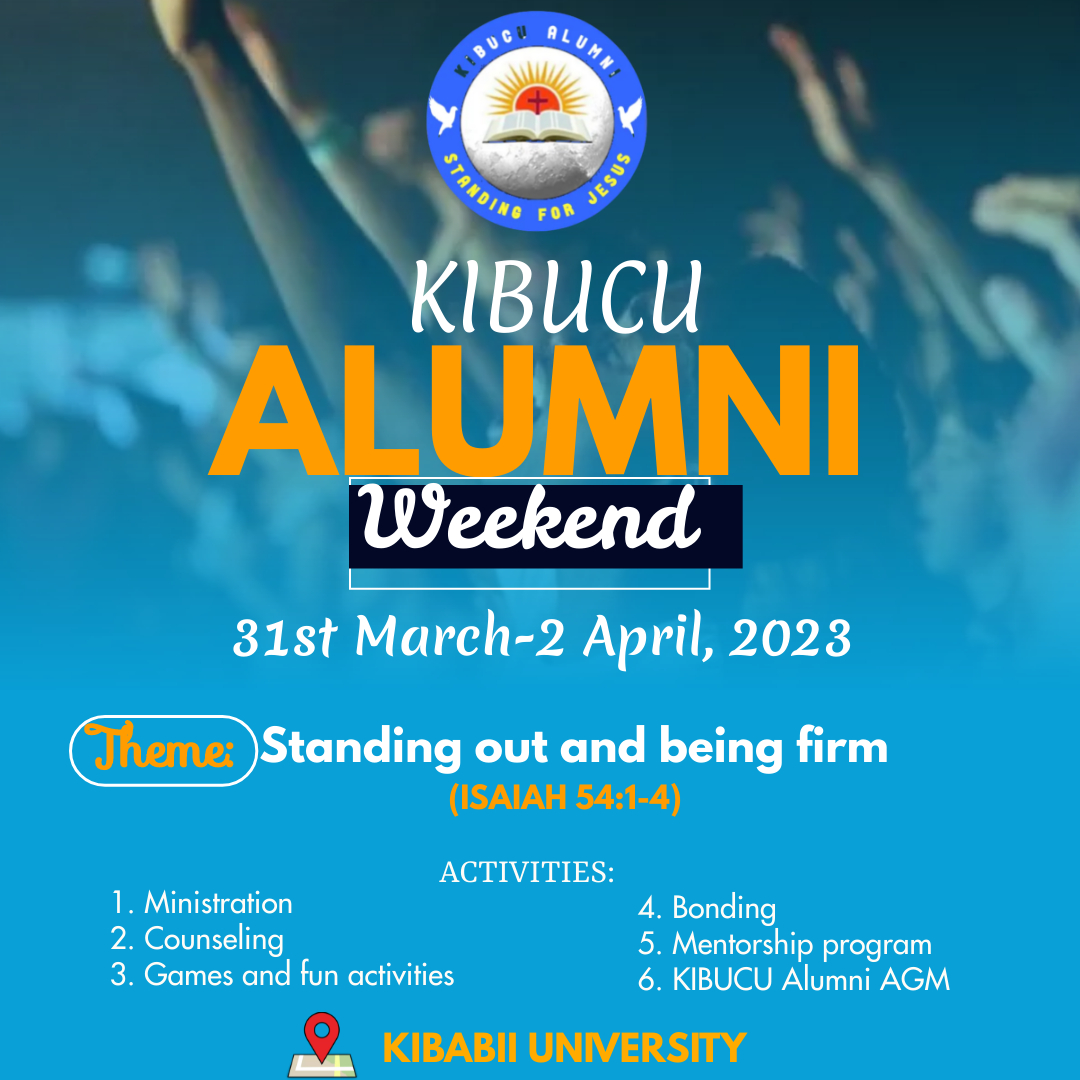 KIBUCU ALUMNI
STANDING FOR JESUS
KIBUCU
ALUMNI
Weekend
31st March-2 April, 2023
Theme: Standing out and being firm
(ISAIAH 54:1-4)
ACTIVITIES:
1. Ministration
2. Counseling
3. Games and fun activities
4. Bonding
5. Mentorship program
6. KIBUCU Alumni AGM
KIBABII UNIVERSITY